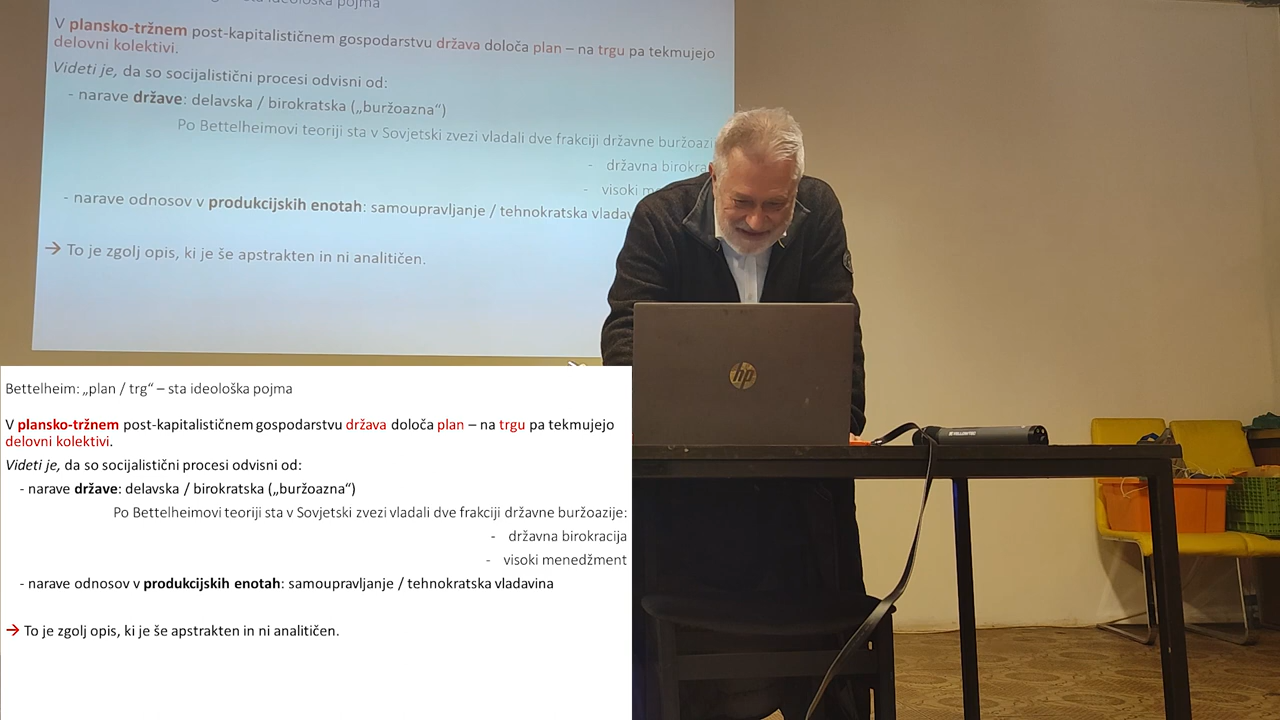 ideološka pojma
V plansko-tržnem post-kapitalističnem gospodarstvu država določa plan – na trgu pa tekmujejo
delovni kolektivi.
Videti je, da so socijalistični procesi odvisni od:
- narave države: delavska / birokratska („buržoazna“)
Po Bettelheimovi teoriji sta v Sovjetski zvezi vladali dve frakciji državne buržoazi
- državna birokra
- visoki me
- narave odnosov v produkcijskih enotah: samoupravljanje / tehnokratska vladav
→ To je zgolj opis, ki je še apstrakten in ni analitičen.
hp
Bettelheim: „plan / trg“ – sta ideološka pojma
V plansko-tržnem post-kapitalističnem gospodarstvu država določa plan – na trgu pa tekmujejo
delovni kolektivi.
Videti je, da so socijalistični procesi odvisni od:
- narave države: delavska / birokratska („buržoazna“)
Po Bettelheimovi teoriji sta v Sovjetski zvezi vladali dve frakciji državne buržoazije:
- državna birokracija
- visoki menedžment
- narave odnosov v produkcijskih enotah: samoupravljanje / tehnokratska vladavina
→ To je zgolj opis, ki je še apstrakten in ni analitičen.